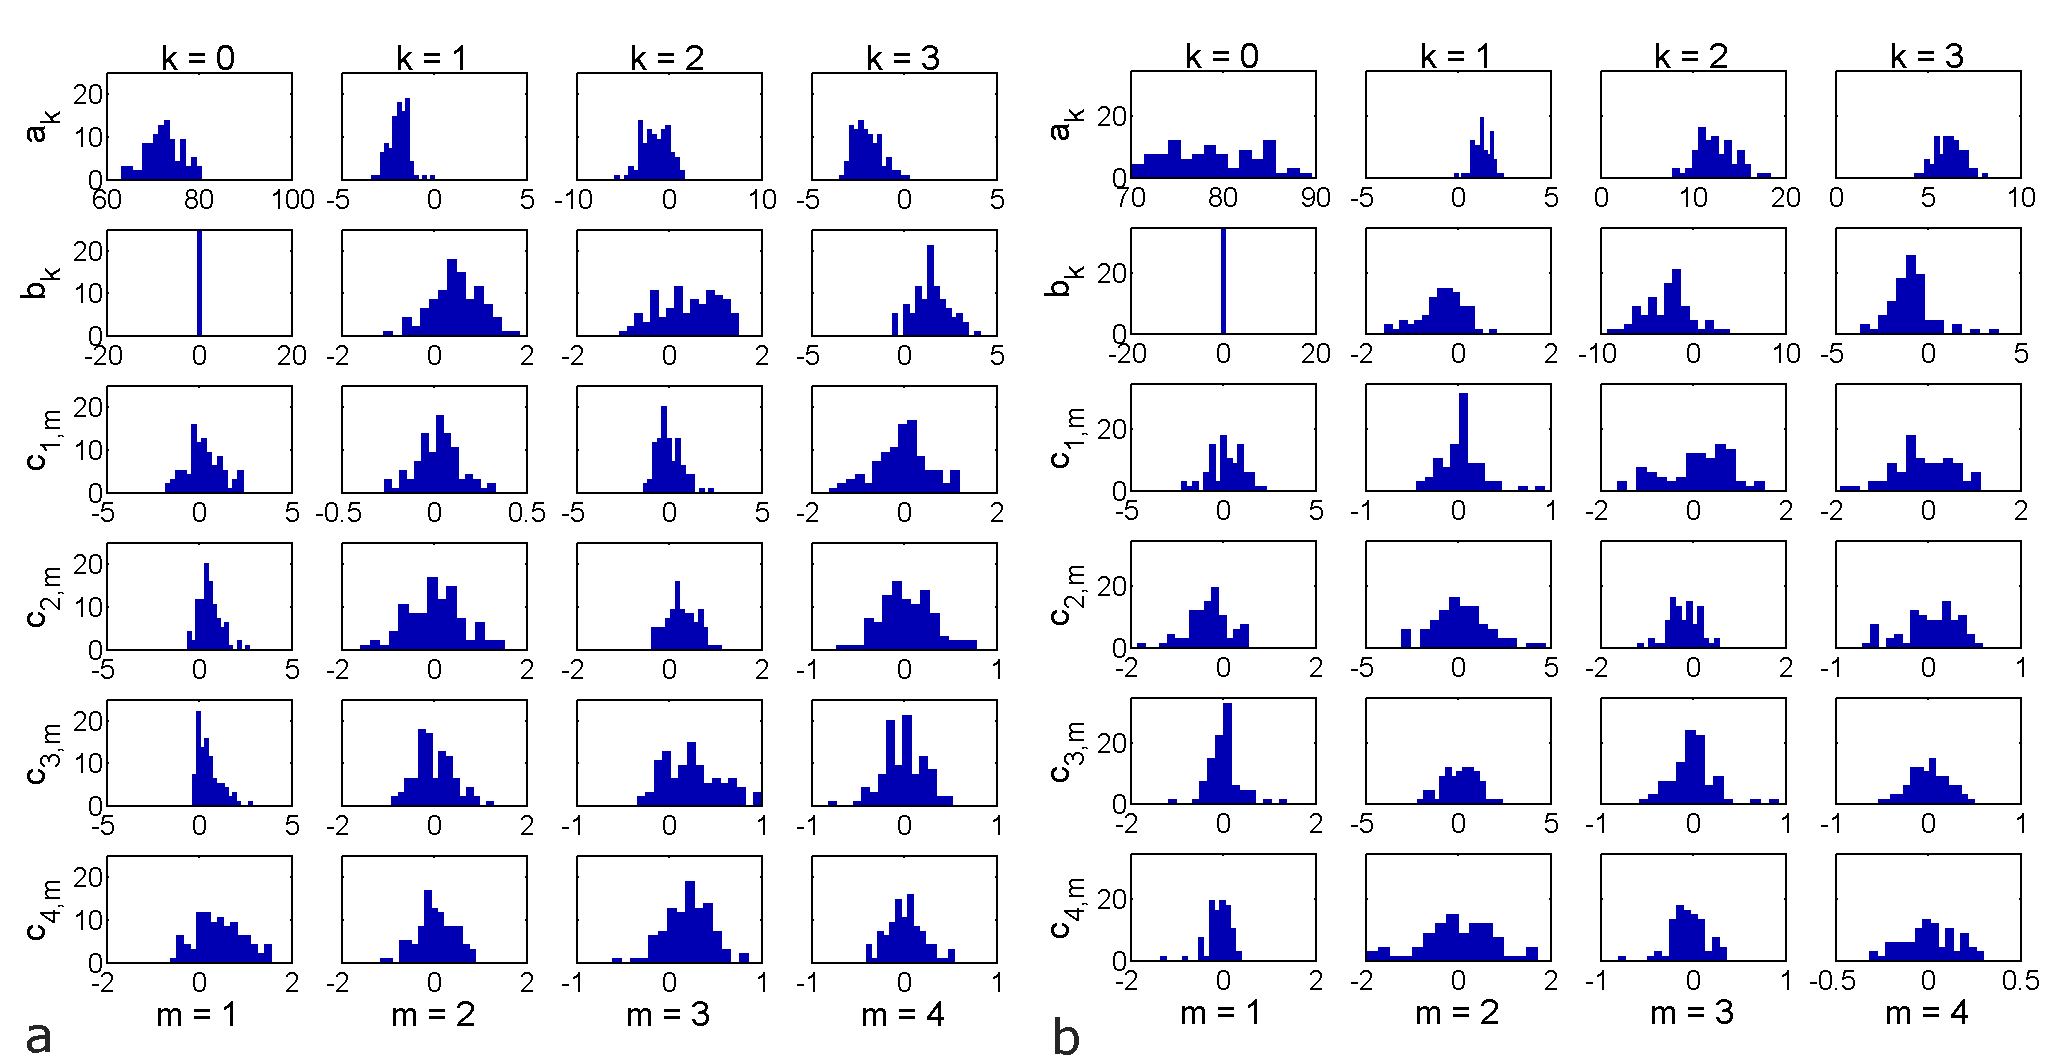 k = 0 k = 1 k = 2 k = 3 k = 0 k = 1 k = 2 k = 3
a_k 20 10 0 a_k 20 0
60 80 100 -5 0 5 -10 0 10 -5 0 5 70 80 90 -5 0 5 0 10 20 0 5 10
b_k 20 10 0 b_k 20 0
-20 0 20 -2 0 2 -2 0 2 -5 0 5 -20 0 20 -2 0 2 -10 0 10 -5 0 5
c_1,m 20 10 0 c_1,m 20 0
-5 0 5 -0.5 0 0.5 -5 0 5 -2 0 2 -5 0 5 -1 0 1 -2 0 2 -2 0 2
c_2,m 20 10 0 c_2,m 20 0
-5 0 5 -2 0 2 -2 0 2 -1 0 1 -2 0 2 -5 0 5 -2 0 2 -1 0 1
c_3,m 20 10 0 c_3,m 20 0
-5 0 5 -2 0 2 -1 0 1 -1 0 1 -2 0 2 -5 0 5 -1 0 1 -1 0 1
c_4,m 20 10 0 c_4,m 20 0
-2 0 2 -2 0 2 -1 0 1 -1 0 1 -2 0 2 -2 0 2 -1 0 1 -0.5 0 0.5
m = 1 m = 2 m = 3 m = 4 m = 1 m = 2 m = 3 m = 4
a b